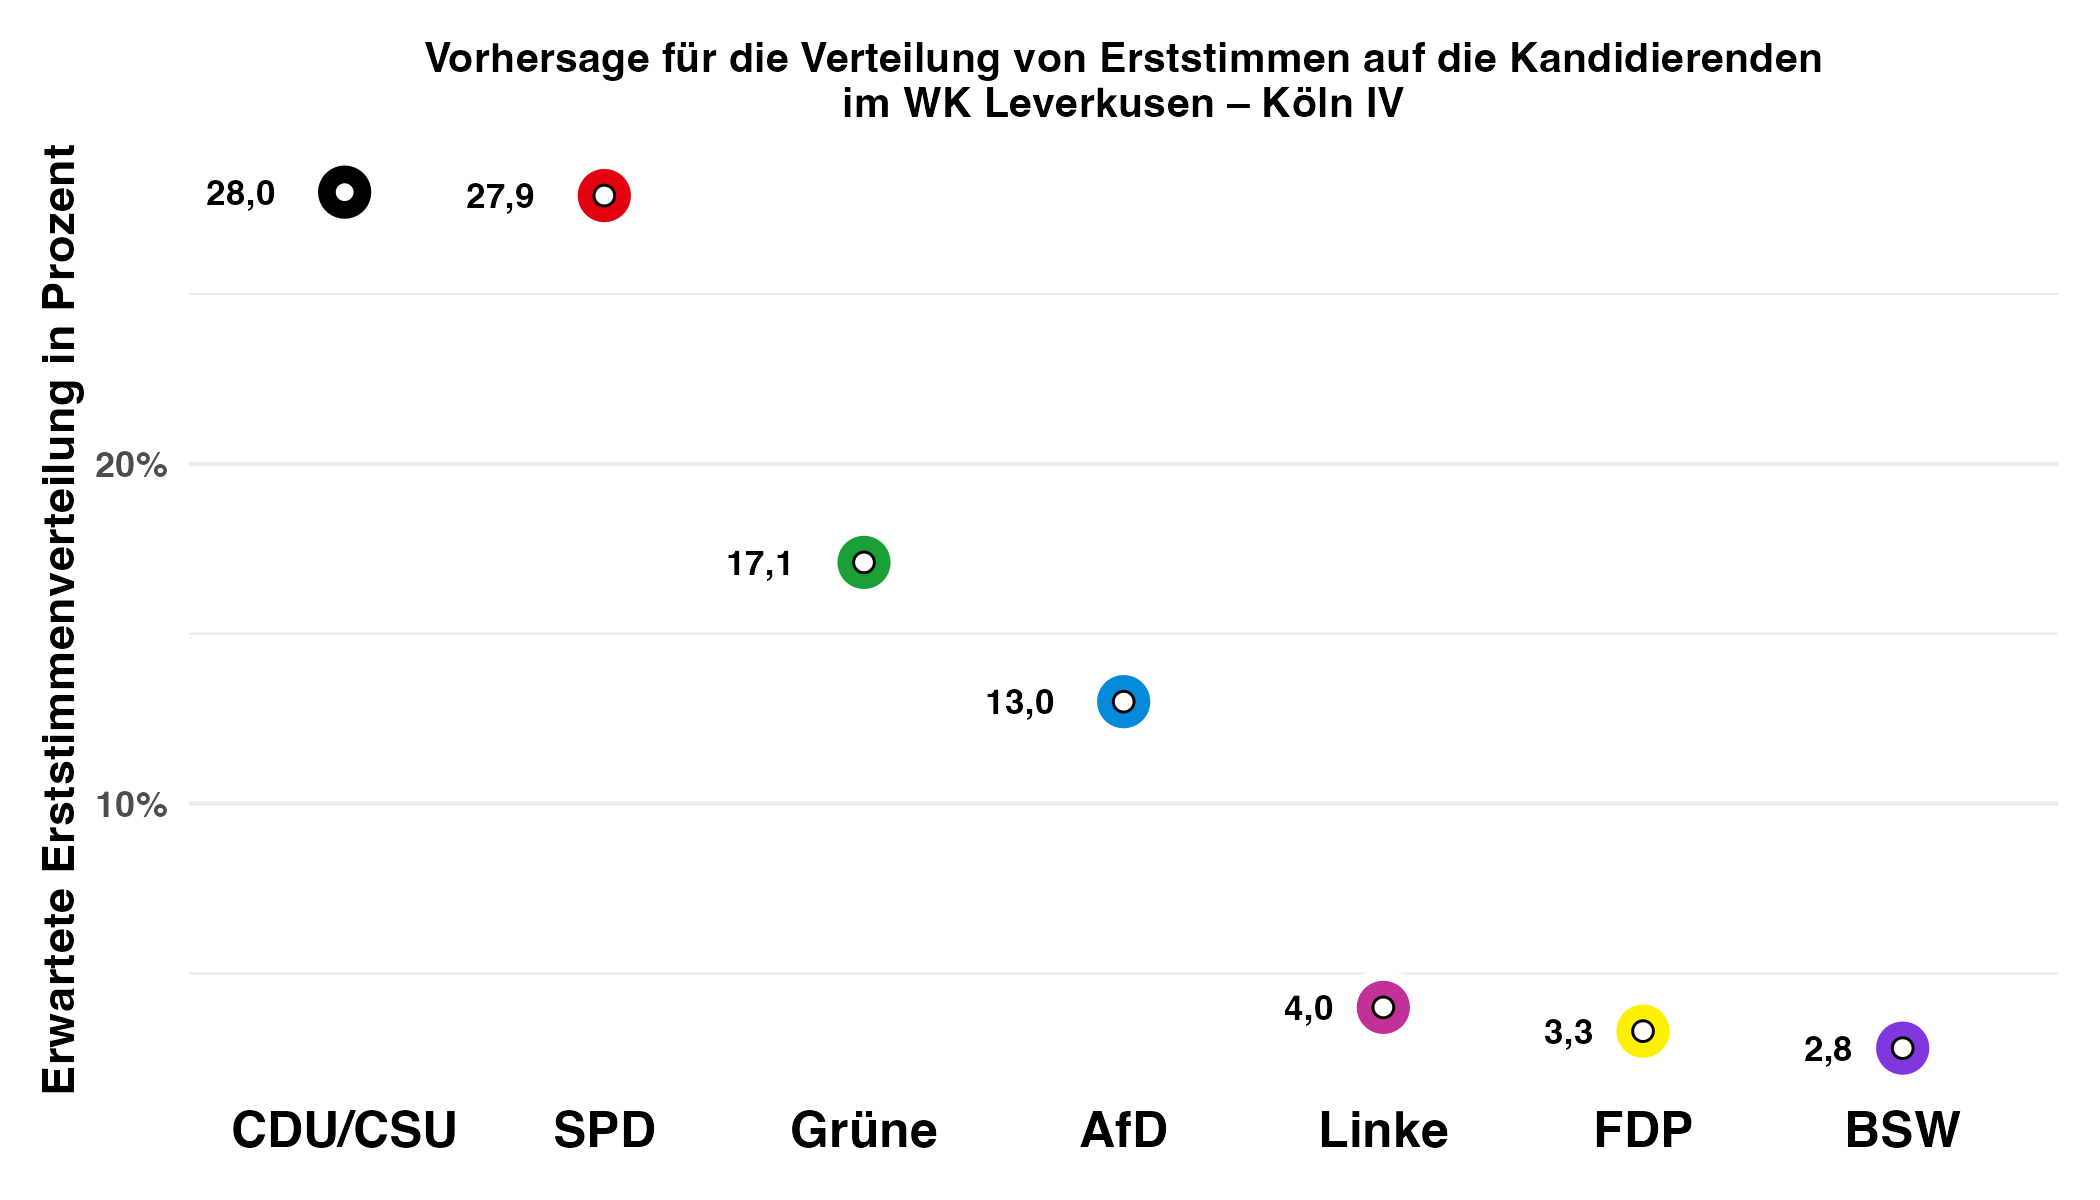 Vorhersage für die Verteilung von Erststimmen auf die Kandidierenden
im WK Leverkusen – Köln IV
Erwartete Erststimmenverteilung in Prozent
28,0
27,9
20%
17,1
13,0
10%
4,0
3,3
2,8
CDU/CSU
SPD
Grüne
AfD
Linke
FDP
BSW